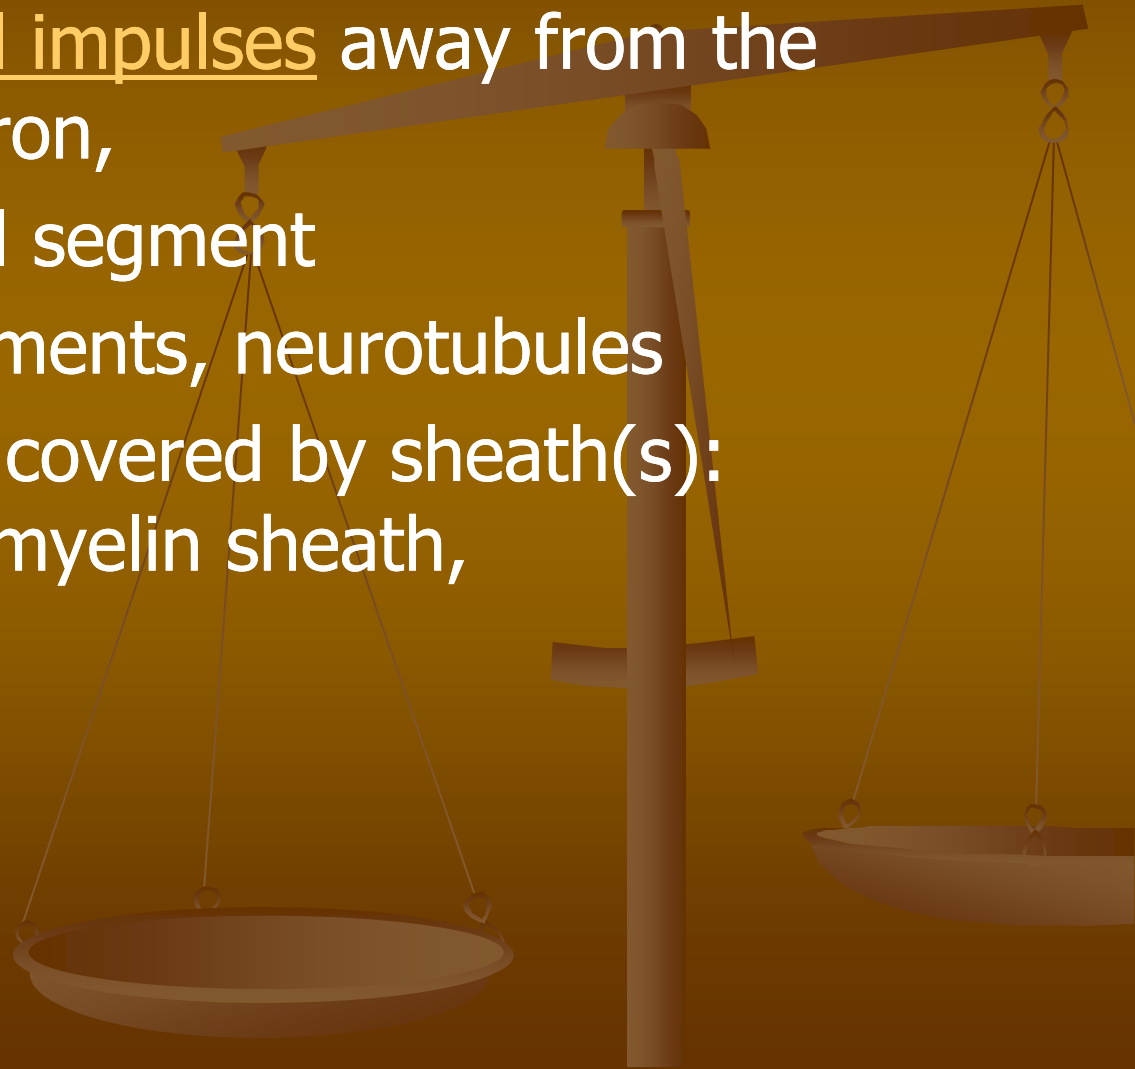 impulses away from the
ron,
segment
ments, neurotubules
covered by sheath(s):
myelin sheath,